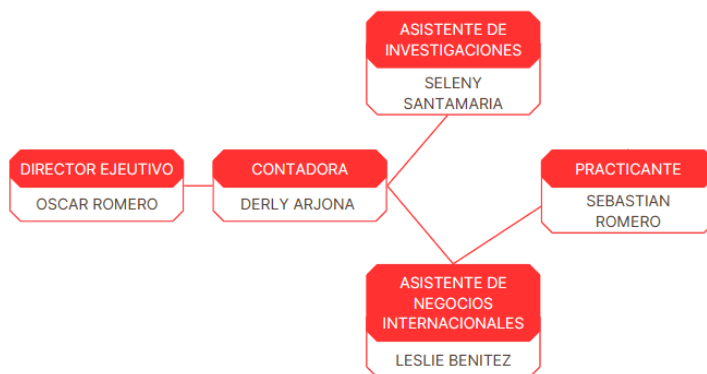 ASISTENTE DE
INVESTIGACIONES
SELENY
SANTAMARIA
DIRECTOR EJEUTIVO
OSCAR ROMERO
CONTADORA
DERLY ARJONA
PRACTICANTE
SEBASTIAN
ROMERO
ASISTENTE DE
NEGOCIOS
INTERNACIONALES
LESLIE BENITEZ